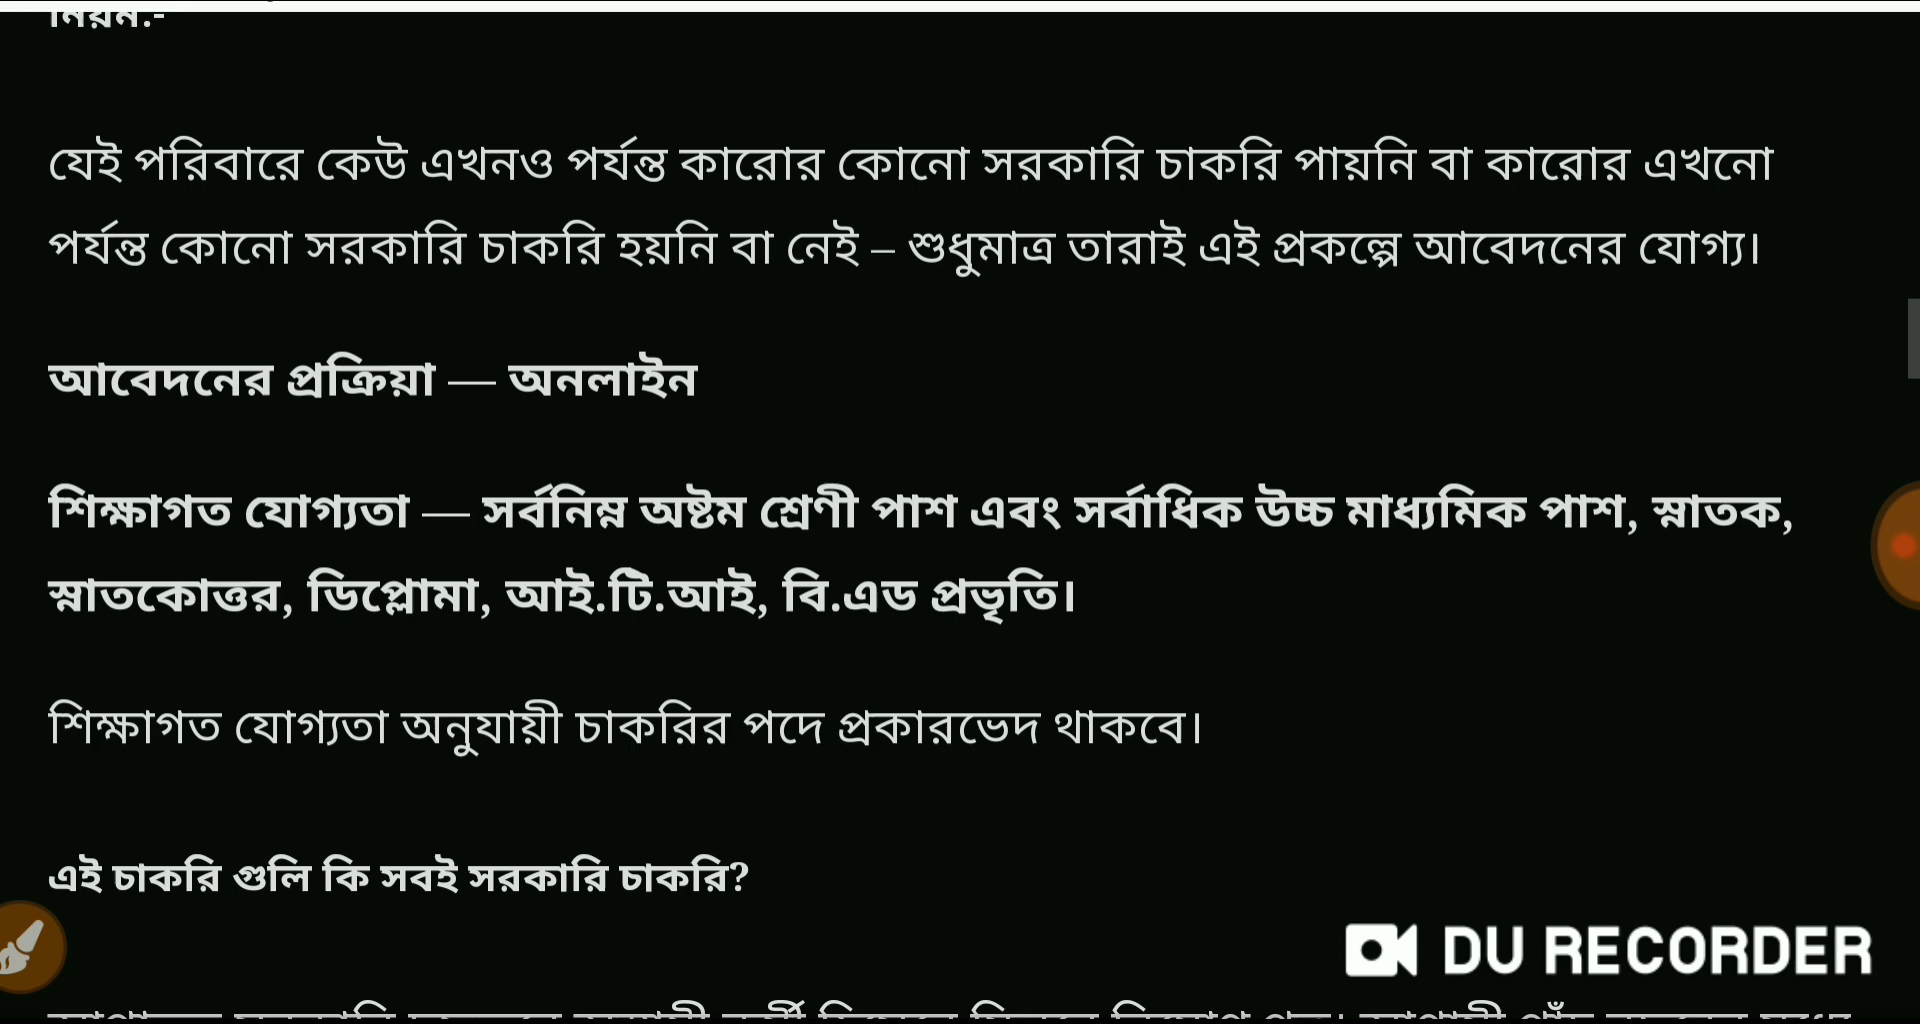 নিয়ম:-
যেই পরিবারে কেউ এখনও পর্যন্ত কারোর কোনো সরকারি চাকরি পায়নি বা কারোর এখনো
পর্যন্ত কোনো সরকারি চাকরি হয়নি বা নেই – শুধুমাত্র তারাই এই প্রকল্পে আবেদনের যোগ্য।
আবেদনের প্রক্রিয়া — অনলাইন
শিক্ষাগত যোগ্যতা — সর্বনিম্ন অষ্টম শ্রেণী পাশ এবং সর্বাধিক উচ্চ মাধ্যমিক পাশ, স্নাতক,
স্নাতকোত্তর, ডিপ্লোমা, আই.টি.আই, বি.এড প্রভৃতি।
শিক্ষাগত যোগ্যতা অনুযায়ী চাকরির পদে প্রকারভেদ থাকবে।
এই চাকরি গুলি কি সবই সরকারি চাকরি?
DU RECORDER